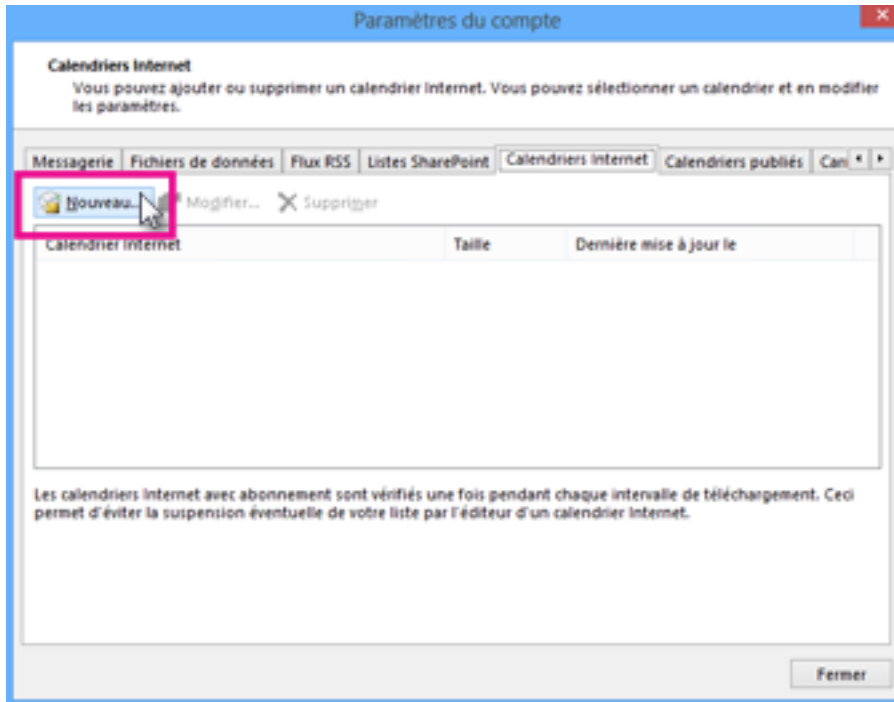 Paramètres du compte
Calendriers Internet
Vous pouvez ajouter ou supprimer un calendrier Internet. Vous pouvez sélectionner un calendrier et en modifier
les paramètres.
Messagerie Fichiers de données Flux RSS Listes SharePoint Calendriers Internet Calendriers publiés
Nouveau... Modifier... Supprimer
Calendrier Internet Taille Dernière mise à jour le
Les calendriers Internet avec abonnement sont vérifiés une fois pendant chaque intervalle de téléchargement. Ceci
permet d'éviter la suspension éventuelle de votre liste par l'éditeur d'un calendrier Internet.
Fermer